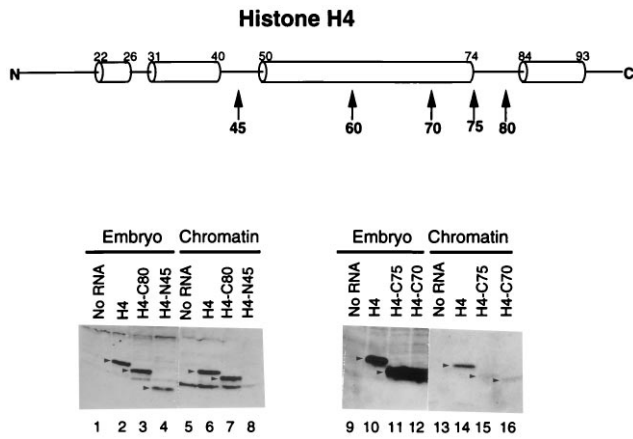 Histone H4
22 26 31 40 50 74 84 93
N C
45 60 70 75 80
Embryo Chromatin Embryo Chromatin
No RNA H4 H4-C80 H4-N45 No RNA H4 H4-C80 H4-N45 No RNA H4 H4-C75 H4-C70 No RNA H4 H4-C75 H4-C70
1 2 3 4 5 6 7 8 9 10 11 12 13 14 15 16